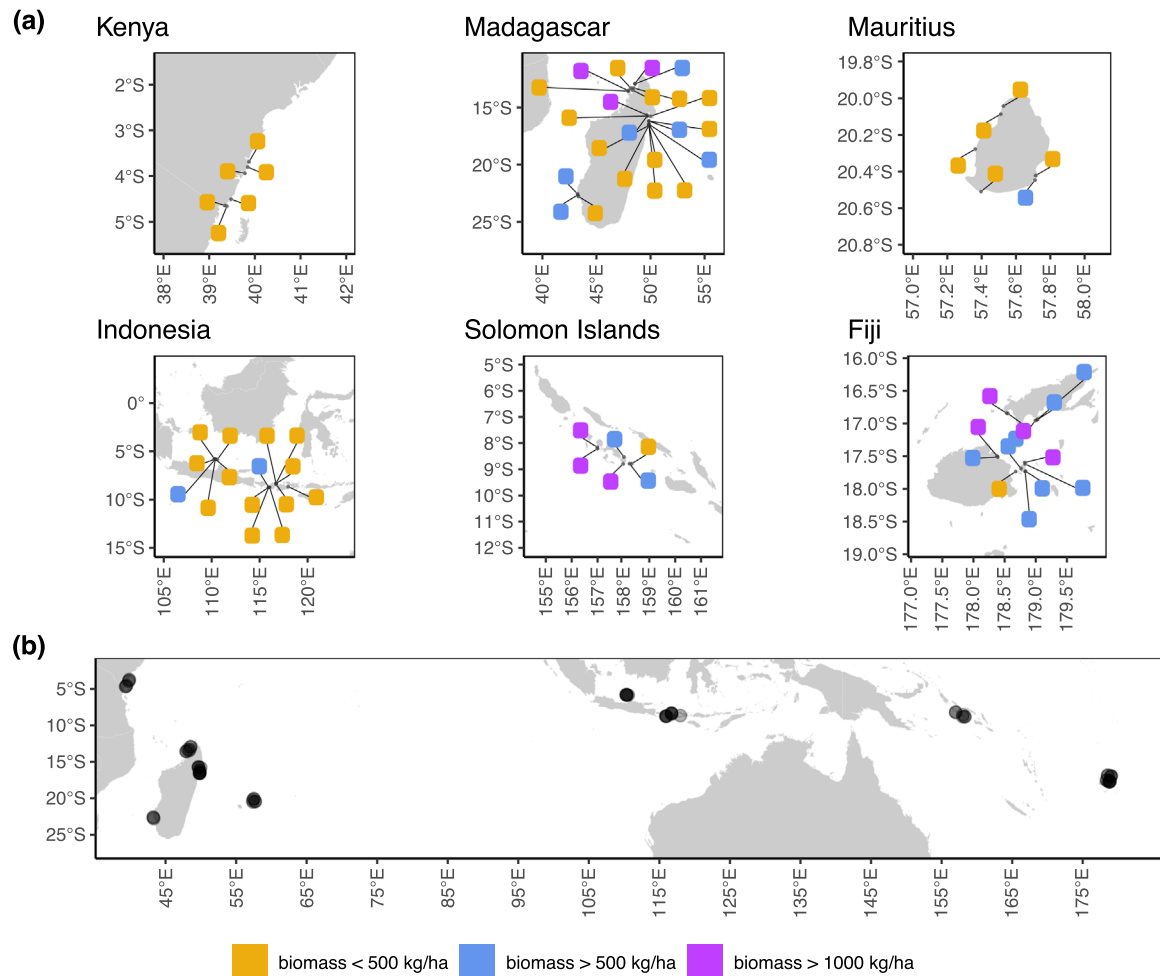 (a)
Kenya
Madagascar
Mauritius
2°S
3°S
4°S
5°S
38°E
39°E
40°E
41°E
42°E
15°S
20°S
25°S
40°E
45°E
50°E
55°E
19.8°S
20.0°S
20.2°S
20.4°S
20.6°S
20.8°S
57.0°E
57.2°E
57.4°E
57.6°E
57.8°E
58.0°E
Indonesia
Solomon Islands
Fiji
0°
5°S
10°S
15°S
105°E
110°E
115°E
120°E
5°S
6°S
7°S
8°S
9°S
10°S
11°S
12°S
155°E
156°E
157°E
158°E
159°E
160°E
161°E
16.0°S
16.5°S
17.0°S
17.5°S
18.0°S
18.5°S
19.0°S
177.0°E
177.5°E
178.0°E
178.5°E
179.0°E
179.5°E
(b)
5°S
10°S
15°S
20°S
25°S
45°E
55°E
65°E
75°E
85°E
95°E
105°E
115°E
125°E
135°E
145°E
155°E
165°E
175°E
biomass < 500 kg/ha
biomass > 500 kg/ha
biomass > 1000 kg/ha